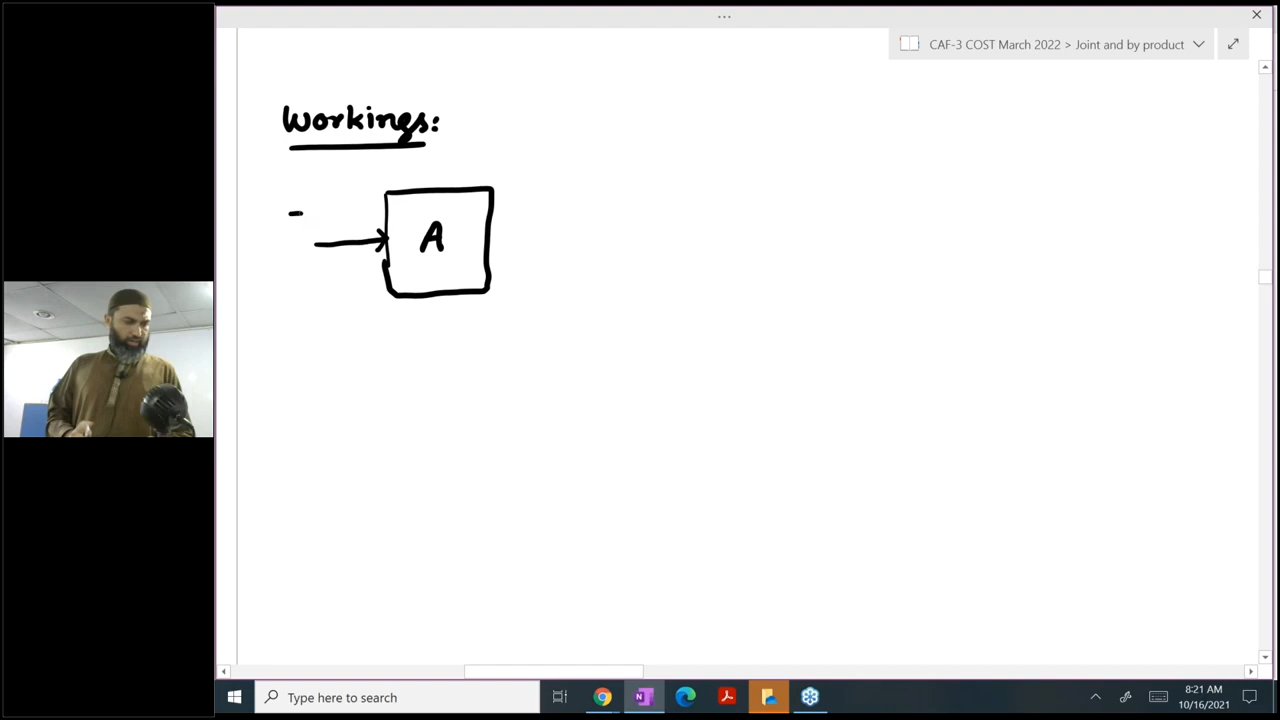 CAF-3 COST March 2022 > Joint and by product
Workings:
A
Type here to search
8:21 AM
10/16/2021